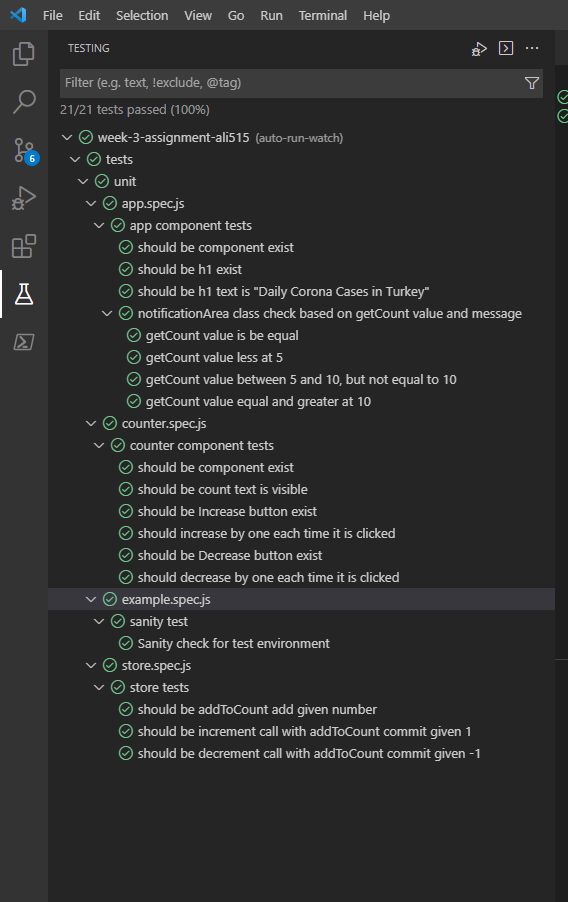 File Edit Selection View Go Run Terminal Help
TESTING
Filter (e.g. text, !exclude, @tag)
21/21 tests passed (100%)
week-3-assignment-ali515 (auto-run-watch)
tests
6
unit
app.spec.js
app component tests
should be component exist
should be h1 exist
should be h1 text is "Daily Corona Cases in Turkey"
notificationArea class check based on getCount value and message
getCount value is be equal
getCount value less at 5
getCount value between 5 and 10, but not equal to 10
getCount value equal and greater at 10
counter.spec.js
counter component tests
should be component exist
should be count text is visible
should be Increase button exist
should increase by one each time it is clicked
should be Decrease button exist
should decrease by one each time it is clicked
example.spec.js
sanity test
Sanity check for test environment
store.spec.js
store tests
should be addToCount add given number
should be increment call with addToCount commit given 1
should be decrement call with addToCount commit given -1